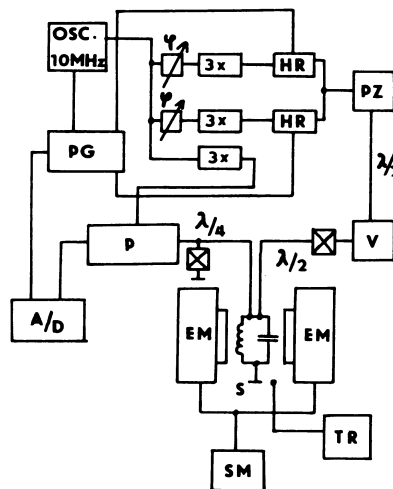 OSC.
10MHz
φ
3x
HR
PZ
φ
3x
HR
PG
3x
λ/
P
λ/4
λ/2
V
A/D
EM
EM
S
TR
SM